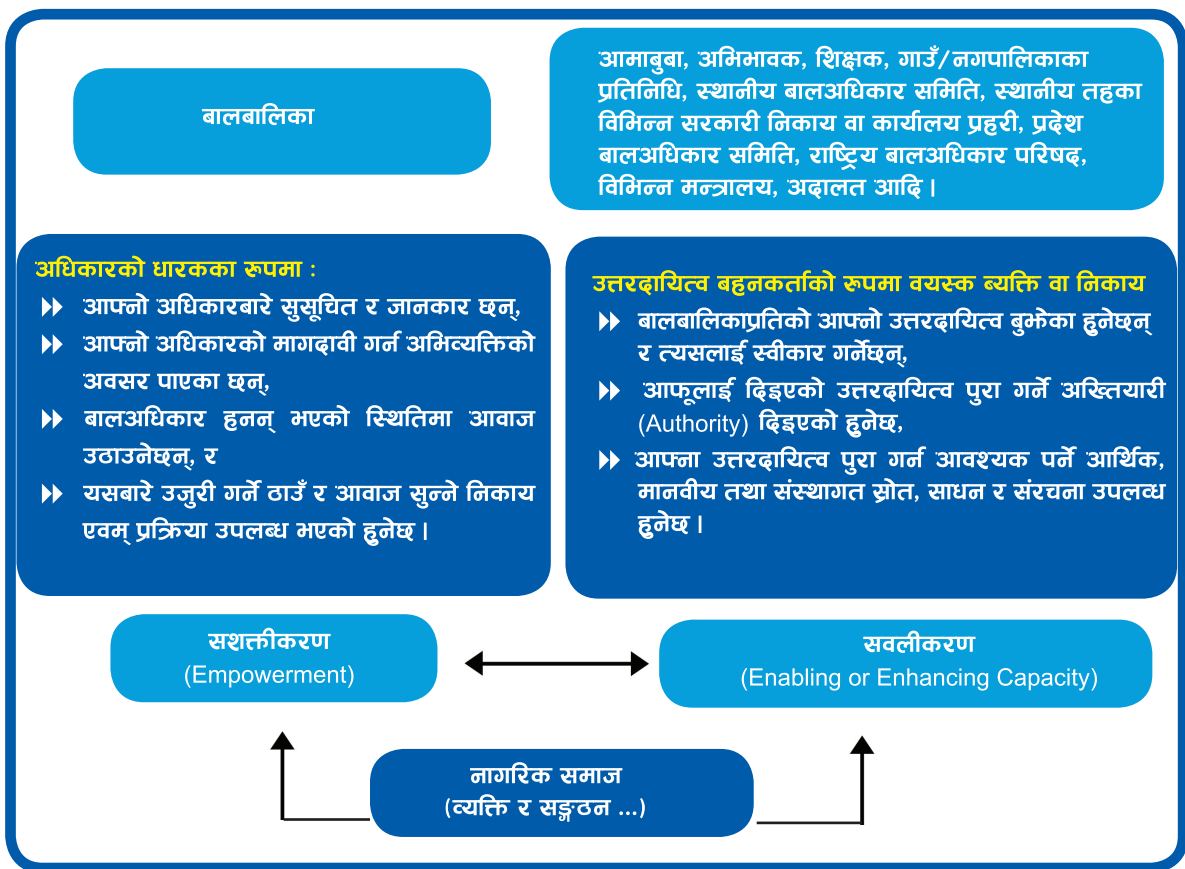 बालबालिका
आमाबुबा, अभिभावक, शिक्षक, गाउँ/नगपालिकाका
प्रतिनिधि, स्थानीय बालअधिकार समिति, स्थानीय तहका
विभिन्न सरकारी निकाय वा कार्यालय प्रहरी, प्रदेश
बालअधिकार समिति, राष्ट्रिय बालअधिकार परिषद,
विभिन्न मन्त्रालय, अदालत आदि ।
अधिकारको धारकका रूपमा :
आफ्नो अधिकारबारे सुसूचित र जानकार छन्,
आफ्नो अधिकारको मागदावी गर्न अभिव्यक्तिको
अवसर पाएका छन्,
बालअधिकार हनन् भएको स्थितिमा आवाज
उठाउनेछन्, र
यसबारे उजुरी गर्ने ठाउँ र आवाज सुन्ने निकाय
एवम् प्रक्रिया उपलब्ध भएको हुनेछ ।
उत्तरदायित्व बहनकर्ताको रूपमा वयस्क ब्यक्ति वा निकाय
बालबालिकाप्रतिको आफ्नो उत्तरदायित्व बुझेका हुनेछन्
र त्यसलाई स्वीकार गर्नेछन्,
आफूलाई दिइएको उत्तरदायित्व पुरा गर्ने अख्तियारी
(Authority) दिइएको हुनेछ,
आफ्ना उत्तरदायित्व पुरा गर्न आवश्यक पर्ने आर्थिक,
मानवीय तथा संस्थागत स्रोत, साधन र संरचना उपलव्ध
हुनेछ ।
सशक्तीकरण
(Empowerment)
सवलीकरण
(Enabling or Enhancing Capacity)
नागरिक समाज
(व्यक्ति र सङ्गठन ...)